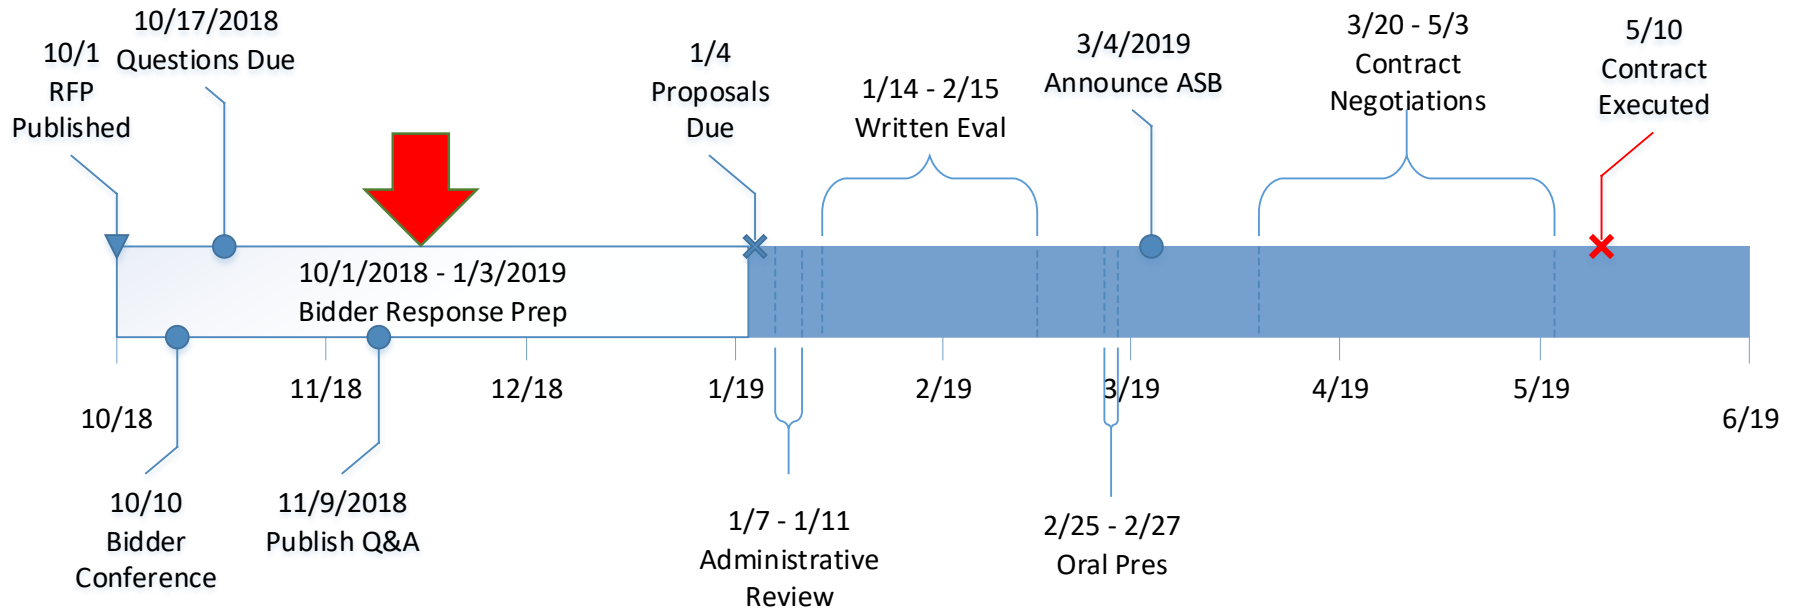 10/1
RFP
Published
10/17/2018
Questions Due
1/4
Proposals
Due
1/14 - 2/15
Written Eval
3/4/2019
Announce ASB
3/20 - 5/3
Contract
Negotiations
5/10
Contract
Executed
10/1/2018 - 1/3/2019
Bidder Response Prep
10/18
11/18
12/18
1/19
2/19
3/19
4/19
5/19
6/19
10/10
Bidder
Conference
11/9/2018
Publish Q&A
1/7 - 1/11
Administrative
Review
2/25 - 2/27
Oral Pres